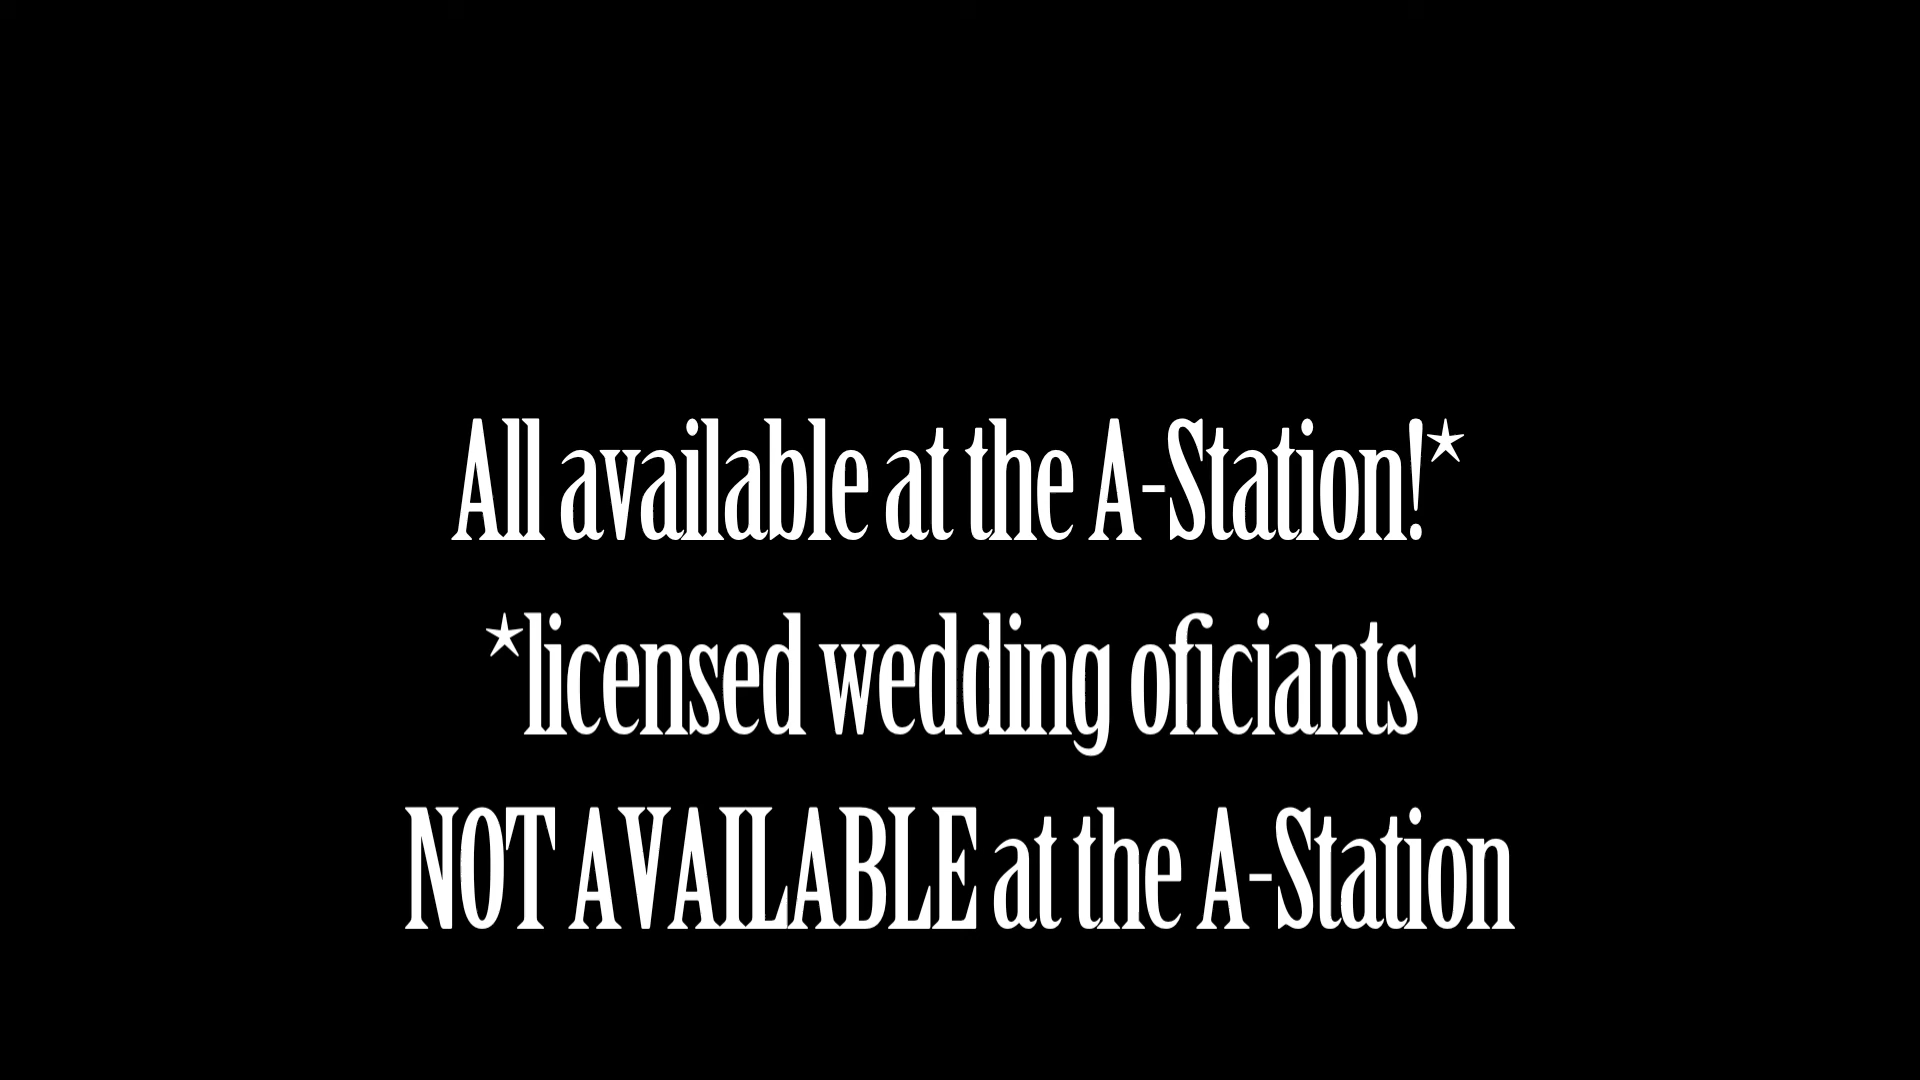 All available at the A-Station!*
*licensed wedding oficiants
NOT AVAILABLE at the A-Station